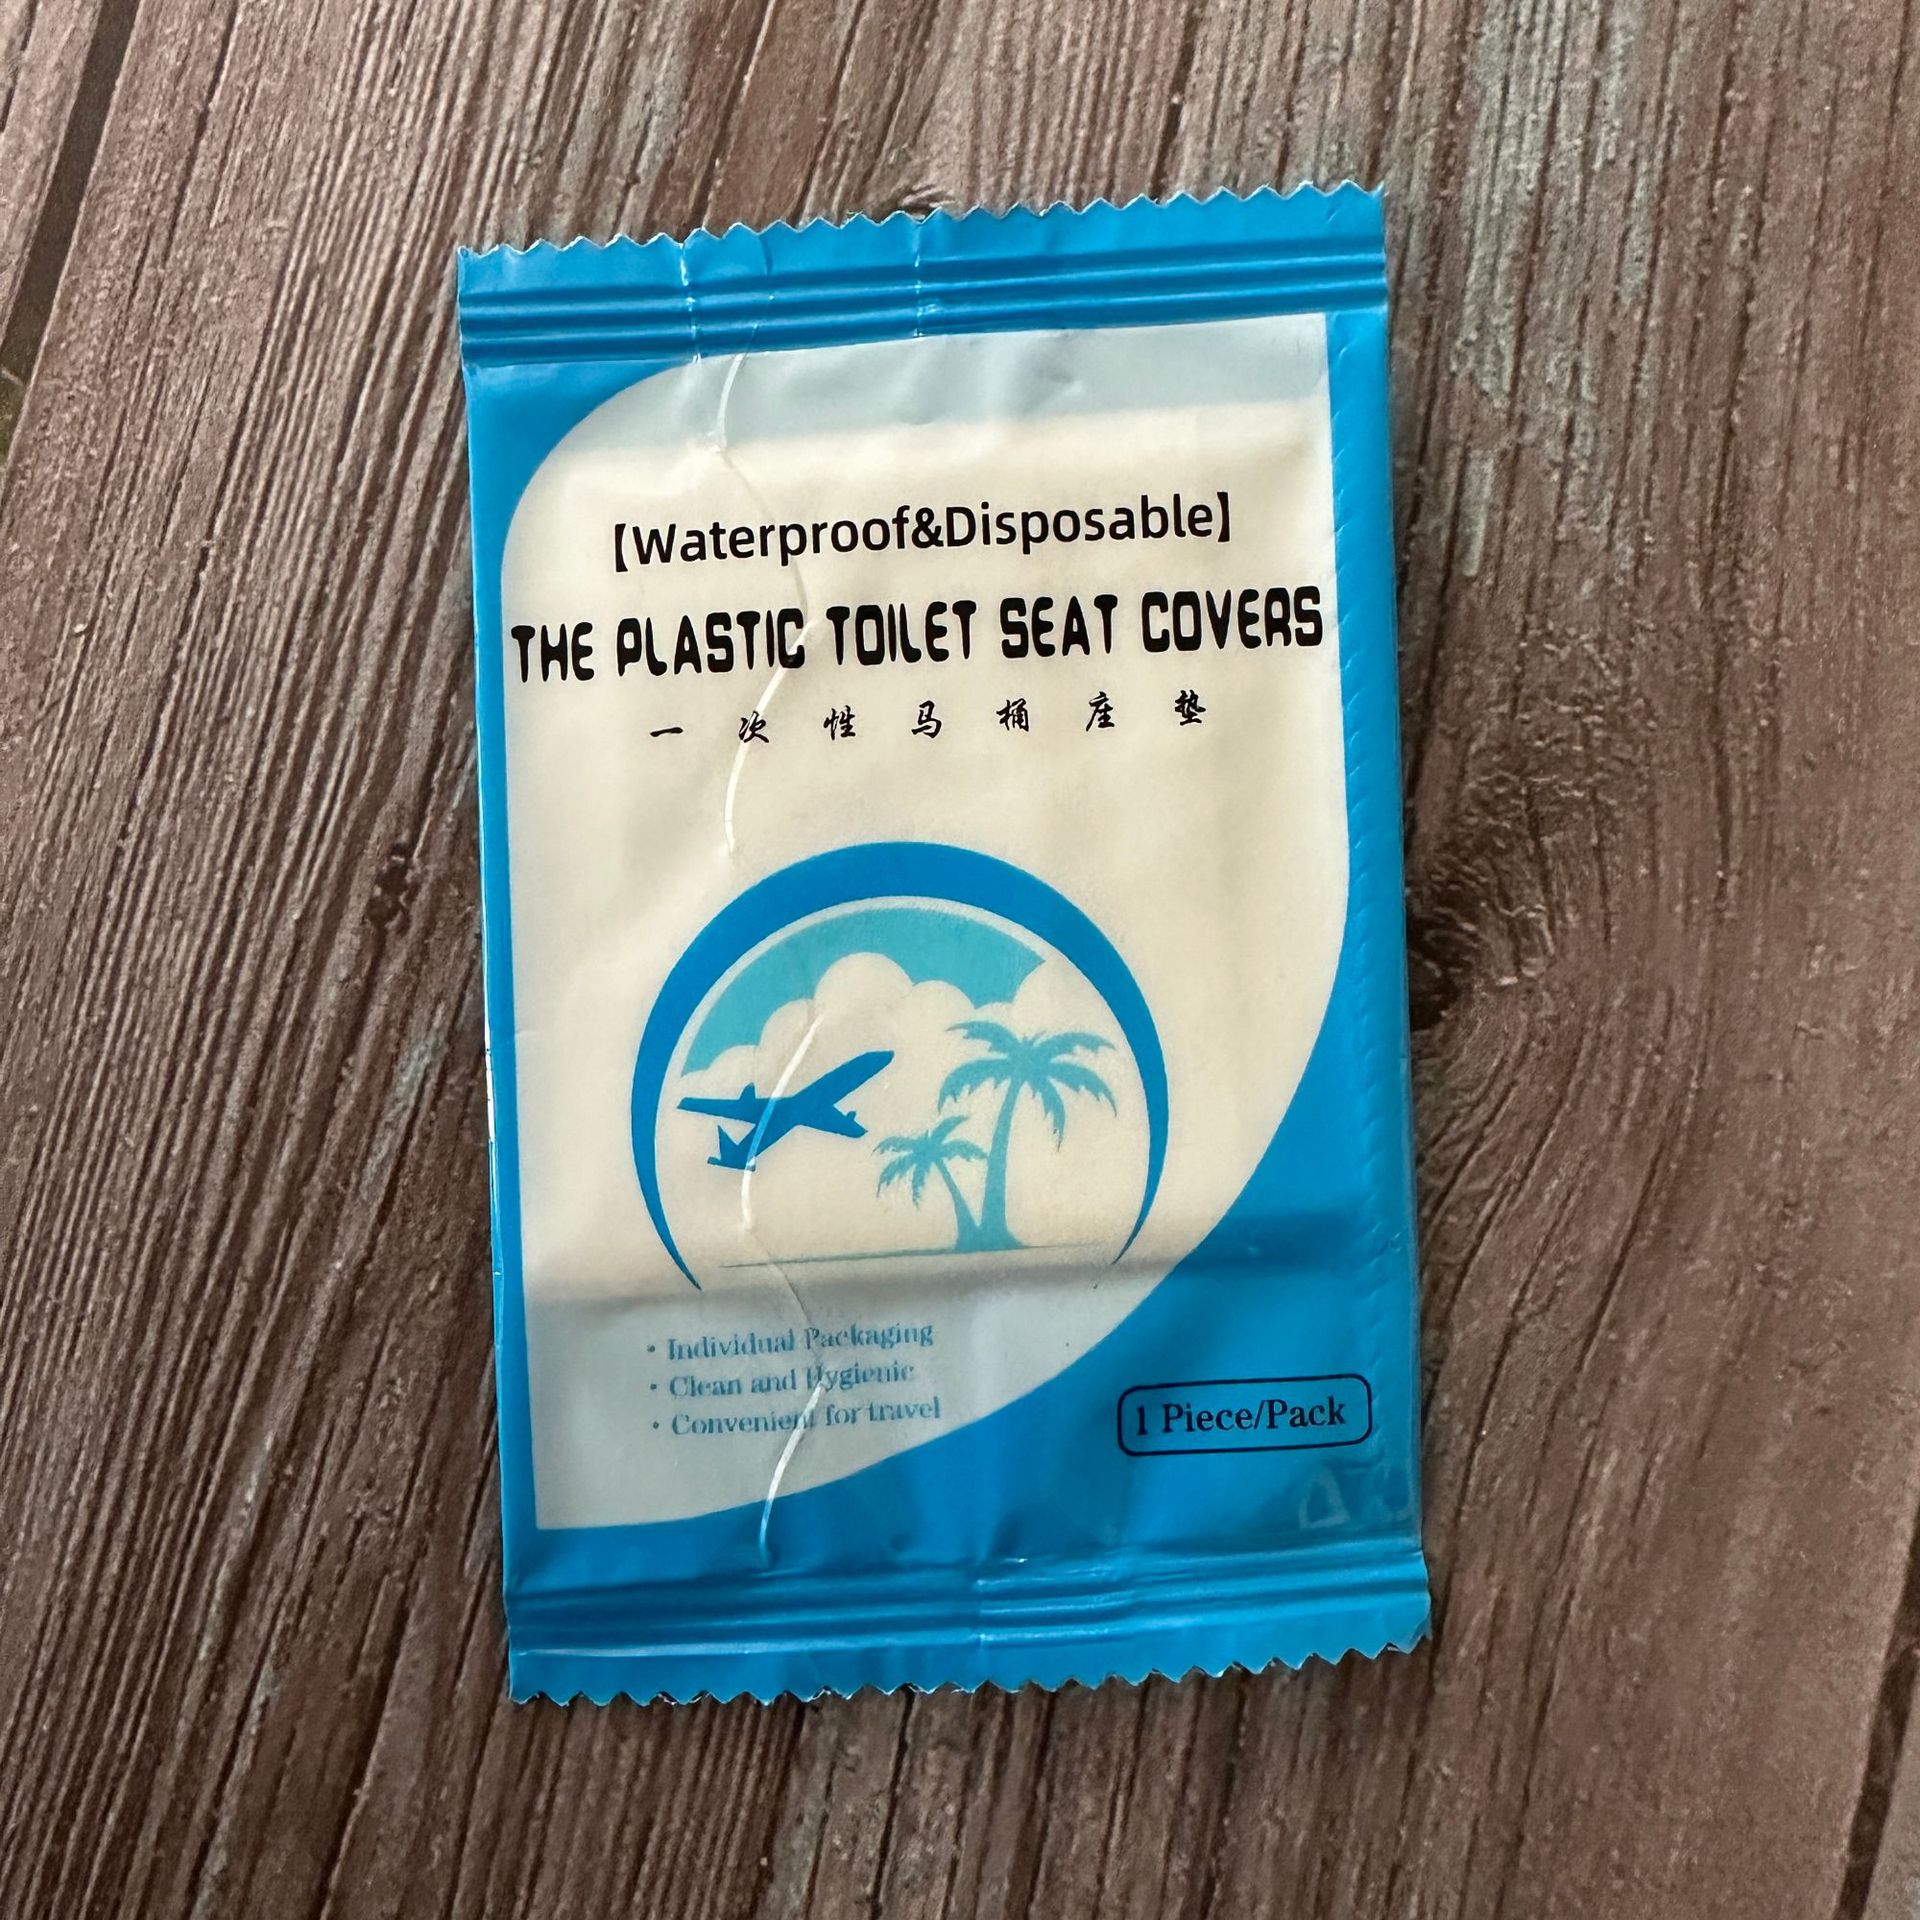 【Waterproof&Disposable】
THE PLASTIC TOILET SEAT COVERS
一次性马桶座垫
• Individual Packaging
• Clean and Hygienic
• Convenient for travel
1 Piece/Pack